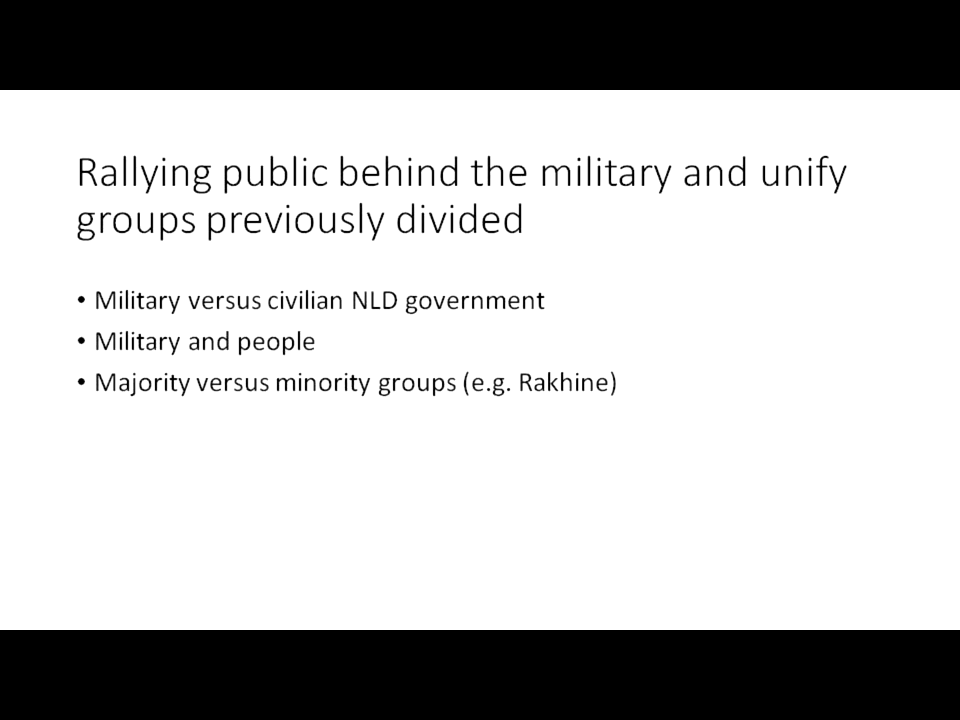 Rallying public behind the military and unify
groups previously divided
• Military versus civilian NLD government
• Military and people
• Majority versus minority groups (e.g. Rakhine)